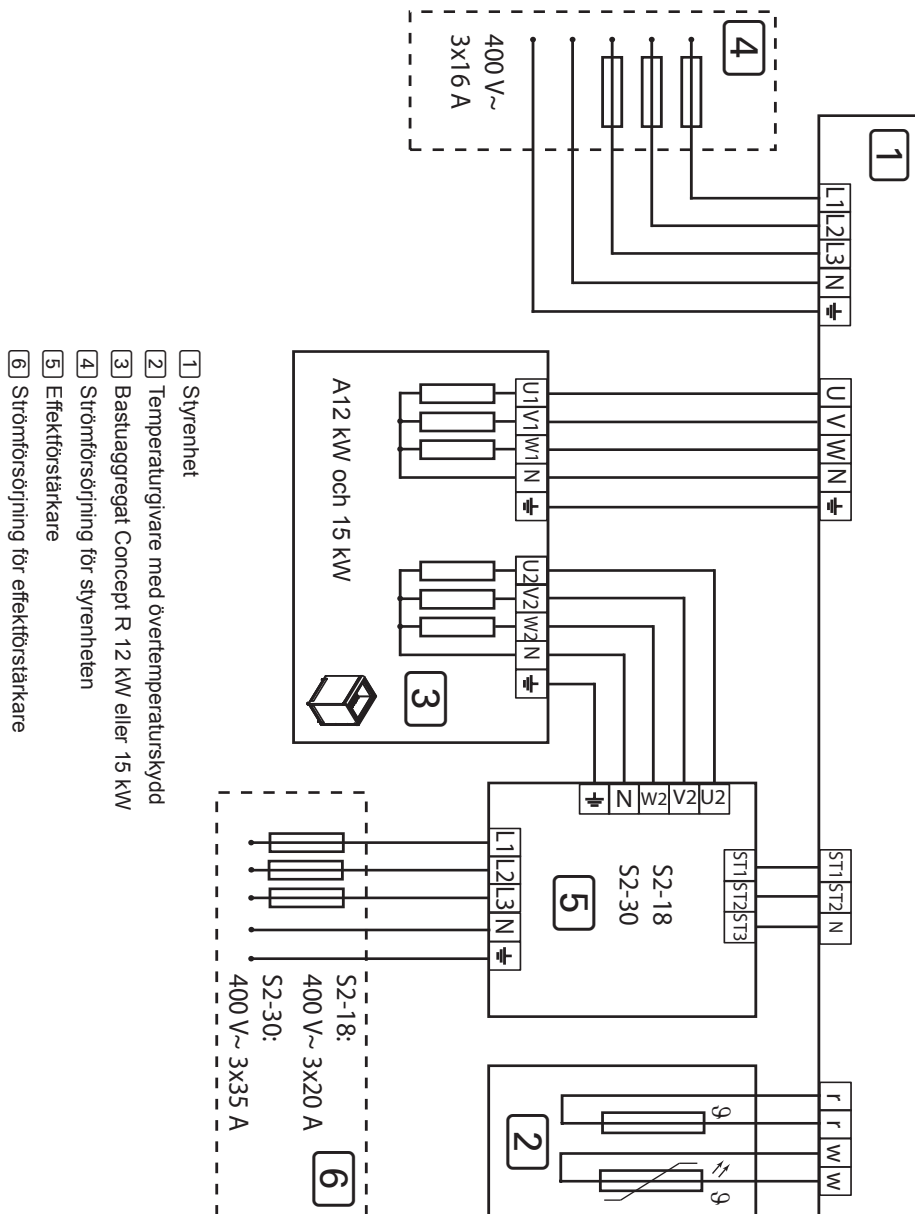 4
400 V~
3x16 A
1
L1 L2 L3 N
U V W N
ST1 ST2 N
r r w w
U1 V1 W1 N
A12 kW och 15 kW
U2 V2 W2 N
3
N W2 V2 U2
ST1 ST2 ST3
S2-18
S2-30
5
L1 L2 L3 N
S2-18:
400 V~ 3x20 A
S2-30:
400 V~ 3x35 A
6
ϑ
ϑ
2
1 Styrenhet
2 Temperaturgivare med övertemperaturskydd
3 Bastuaggregat Concept R 12 kW eller 15 kW
4 Strömförsörjning för styrenheten
5 Effektförstärkare
6 Strömförsörjning för effektförstärkare